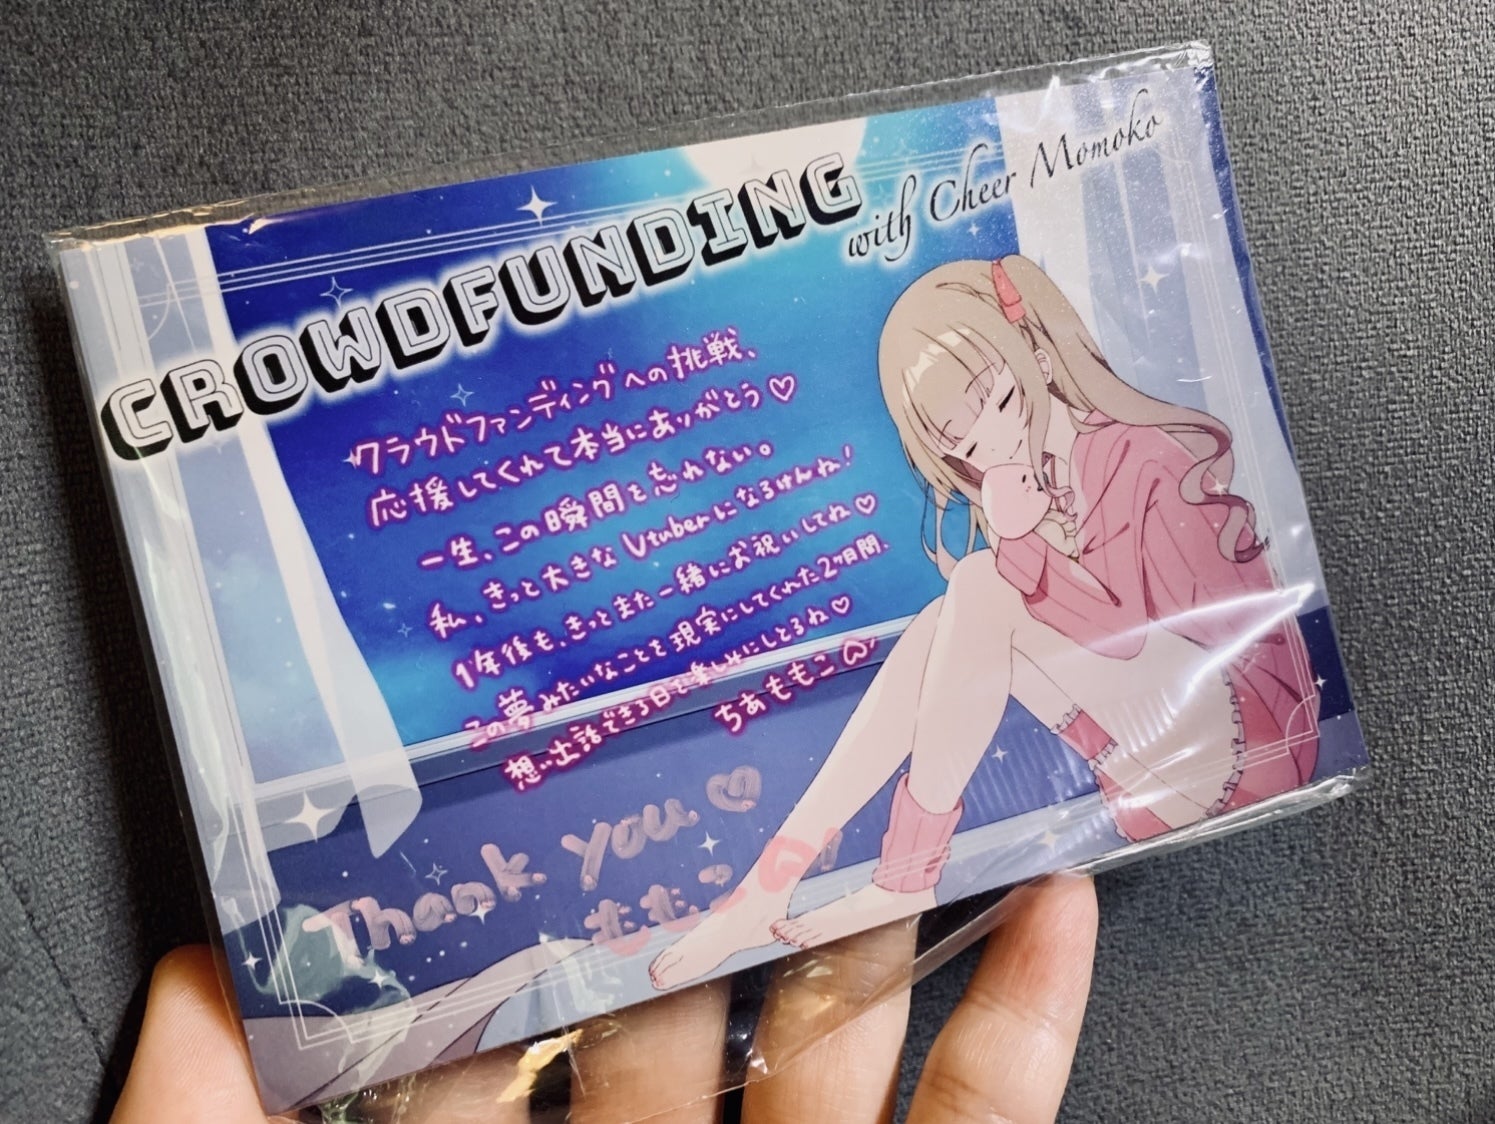 CROWDFUNDING
with Cheer Momoko
クラウドファンディングへの挑戦、
応援してくれて本当にありがとう♡
一生、この瞬間を忘れない。
私、きっと大きなVtuberになるけんね!
1年後も、きっとまた一緒にお祝いしてね♡
この夢みたいなことを現実にしてくれた2ヶ月間、
想い出話できる日を楽しみにしとるね♡
ちあももこ
Thank you♡
ももこ